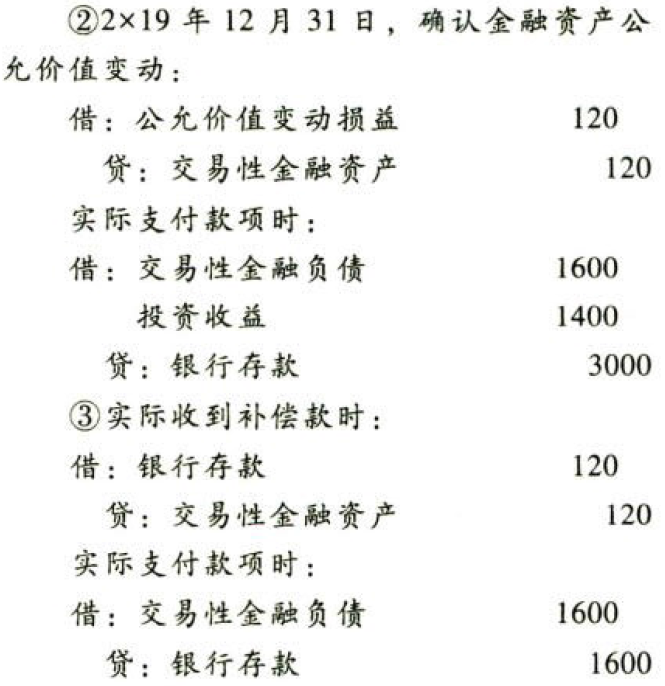 ②2×19 年 12 月 31 日，确认金融资产公
允价值变动：
借：公允价值变动损益 120
贷：交易性金融资产 120
实际支付款项时：
借：交易性金融负债 1600
投资收益 1400
贷：银行存款 3000
③实际收到补偿款时：
借：银行存款 120
贷：交易性金融资产 120
实际支付款项时：
借：交易性金融负债 1600
贷：银行存款 1600